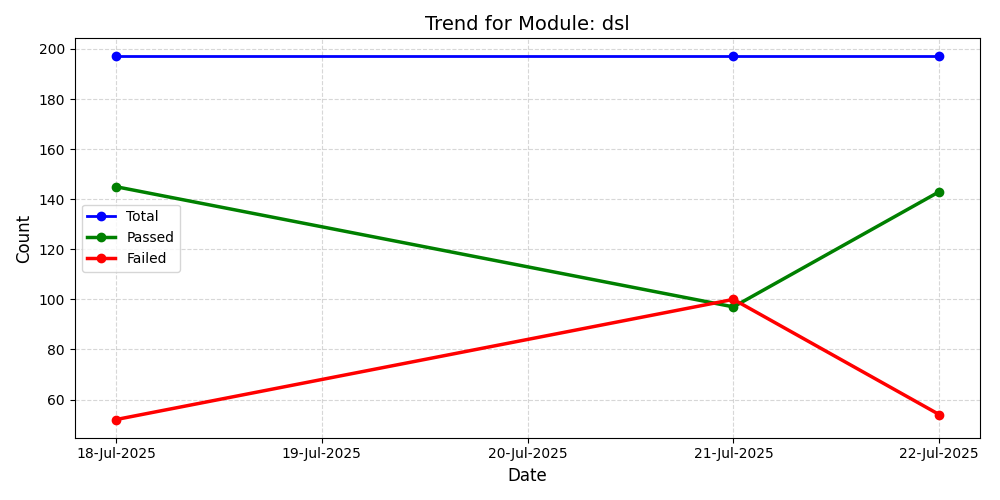 Trend for Module: dsl
200
180
160
140
120
100
80
60
Count
Total
Passed
Failed
18-Jul-2025
19-Jul-2025
20-Jul-2025
21-Jul-2025
22-Jul-2025
Date